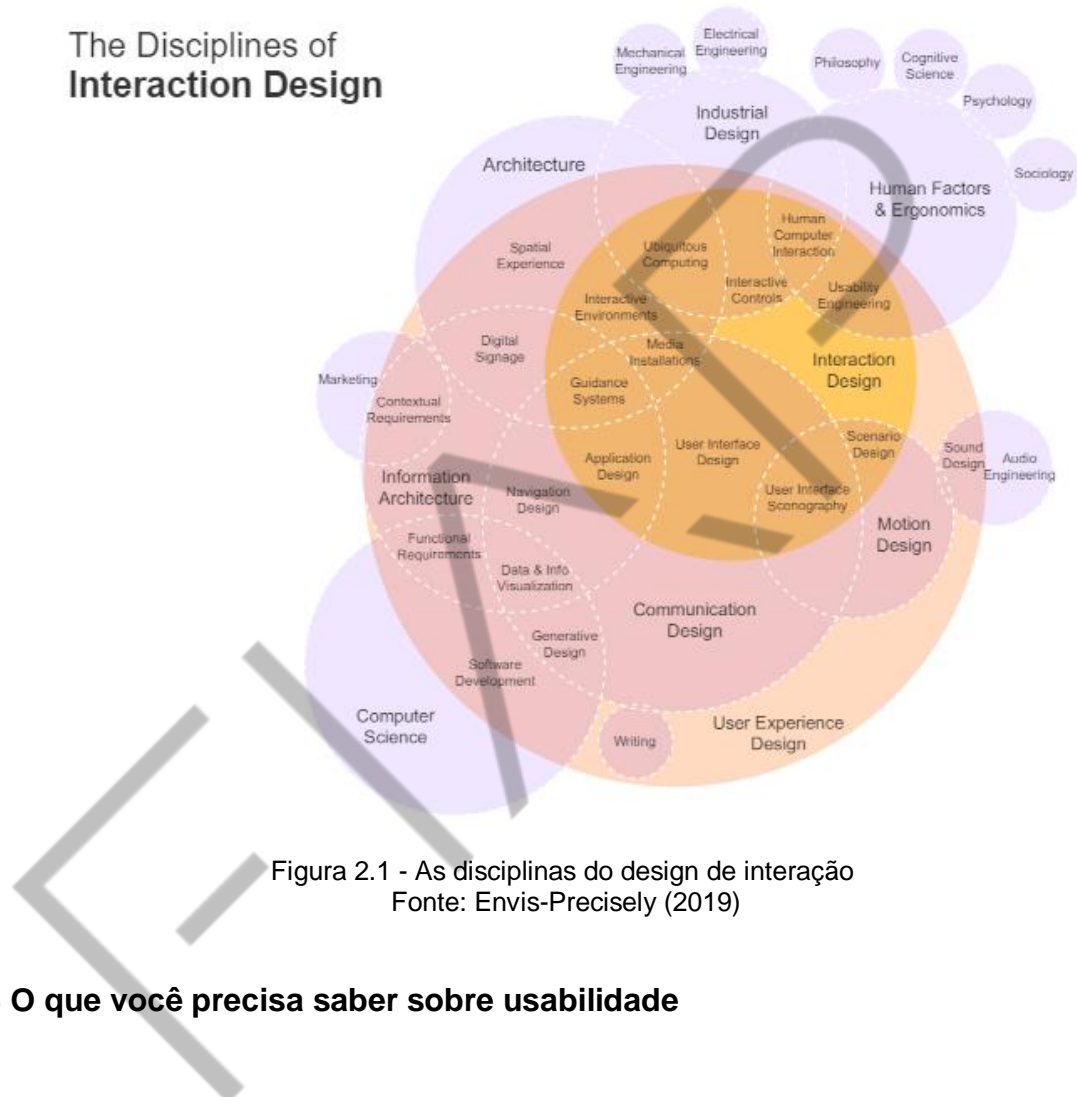 The Disciplines of
Interaction Design
Electrical
Engineering
Mechanical
Engineering
Philosophy
Cognitive
Science
Psychology
Sociology
Industrial
Design
Architecture
Human Factors
& Ergonomics
Human
Computer
Interaction
Spatial
Experience
Ubiquitous
Computing
Interactive
Controls
Usability
Engineering
Interactive
Environments
Digital
Signage
Media
Installations
Interaction
Design
Marketing
Contextual
Requirements
Guidance
Systems
User Interface
Design
Scenario
Design
Sound
Design
Audio
Engineering
Application
Design
Information
Architecture
Navigation
Design
User Interface
Scenography
Motion
Design
Functional
Requirements
Data & Info
Visualization
Communication
Design
Generative
Design
Software
Development
Computer
Science
Writing
User Experience
Design
FIAP
Figura 2.1 - As disciplinas do design de interação
Fonte: Envis-Precisely (2019)
O que você precisa saber sobre usabilidade